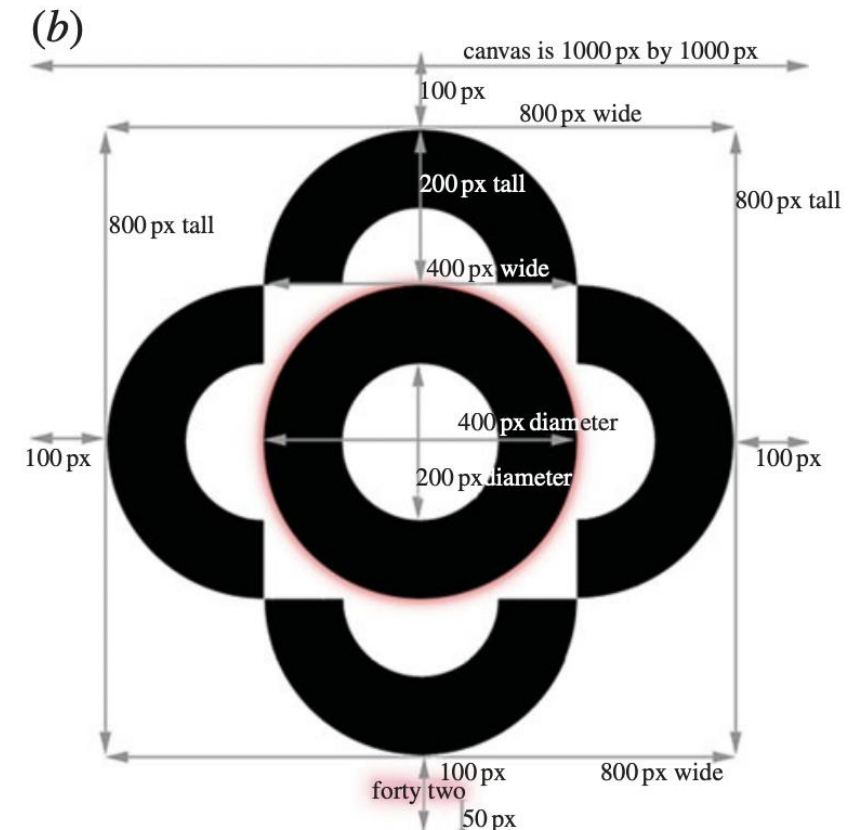 (b)
canvas is 1000 px by 1000 px
100 px
800 px wide
200 px tall
800 px tall
800 px tall
400 px wide
400 px diameter
100 px
100 px
200 px diameter
100 px
800 px wide
forty two
50 px